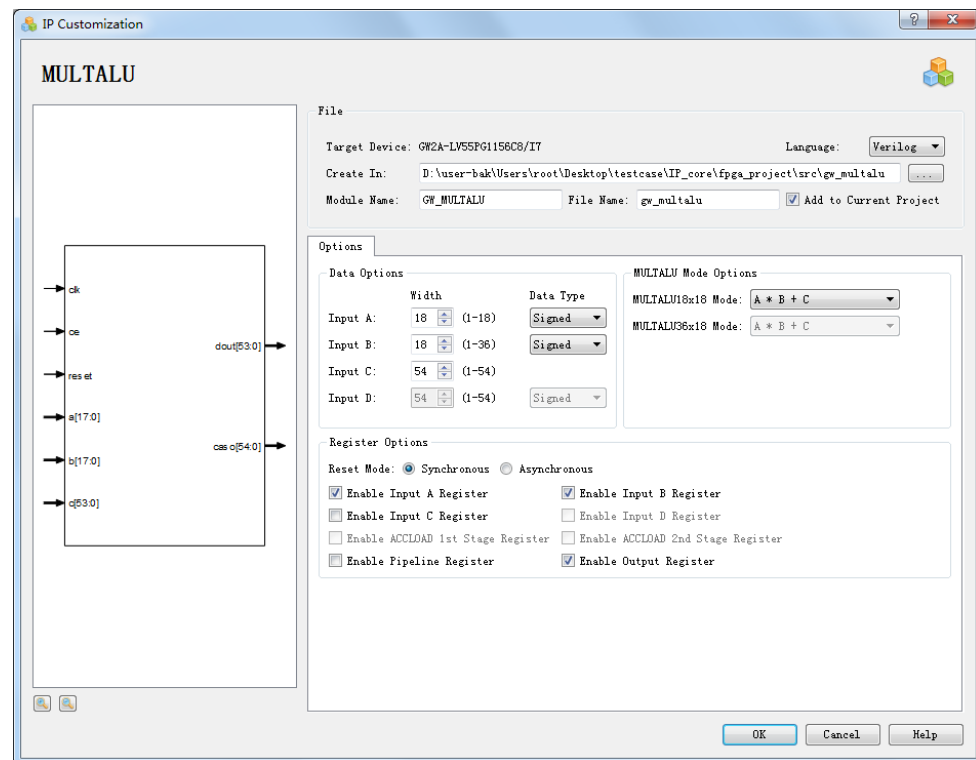 IP Customization
MULTALU
File
Target Device: GW2A-LV55PG1156C8/I7 Language: Verilog
Create In: D:\user-bak\Users\root\Desktop\testcase\IP_core\fpga_project\src\gw_multalu ...
Module Name: GW_MULTALU File Name: gw_multalu Add to Current Project
Options
Data Options
Width Data Type
Input A: 18 (1-18) Signed
Input B: 18 (1-36) Signed
Input C: 54 (1-54)
Input D: 54 (1-54) Signed
MULTALU Mode Options
MULTALU18x18 Mode: A * B + C
MULTALU36x18 Mode: A * B + C
Register Options
Reset Mode: Synchronous Asynchronous
Enable Input A Register Enable Input B Register
Enable Input C Register Enable Input D Register
Enable ACCLOAD 1st Stage Register Enable ACCLOAD 2nd Stage Register
Enable Pipeline Register Enable Output Register
clk
ce
reset
a[17:0]
b[17:0]
c[53:0]
dout[53:0]
caso[54:0]
OK Cancel Help